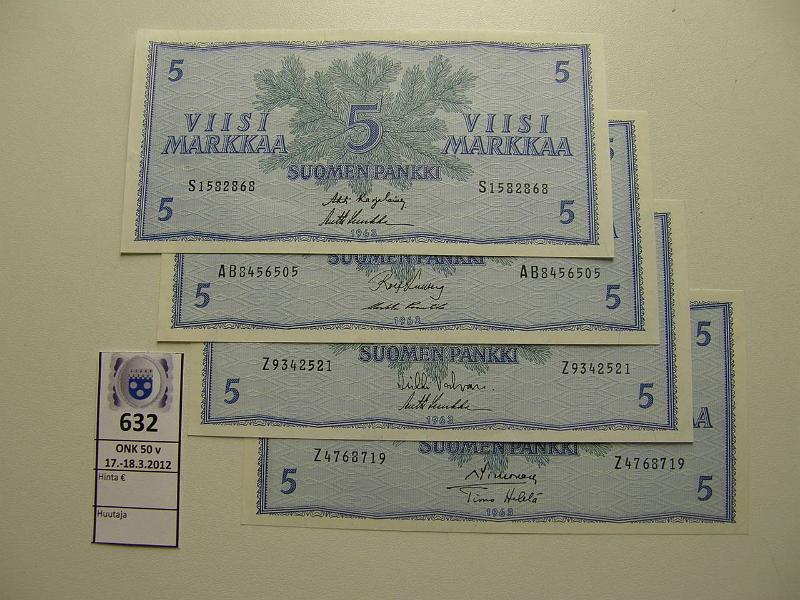 5 5
VIISI 5 VIISI
MARKKAA MARKKAA
SUOMEN PANKKI
S1582868 S1582868
5 5
1963
SUOMEN PANKKI
AB8456505 AB8456505
5 5
1963
SUOMEN PANKKI
Z9342521 Z9342521
5 5
1963
5
A
SUOMEN PANKKI
Z4768719 Z4768719
5 5
Timo Helelä
1963
632
ONK 50 v
17.-18.3.2012
Hinta €
Huutaja